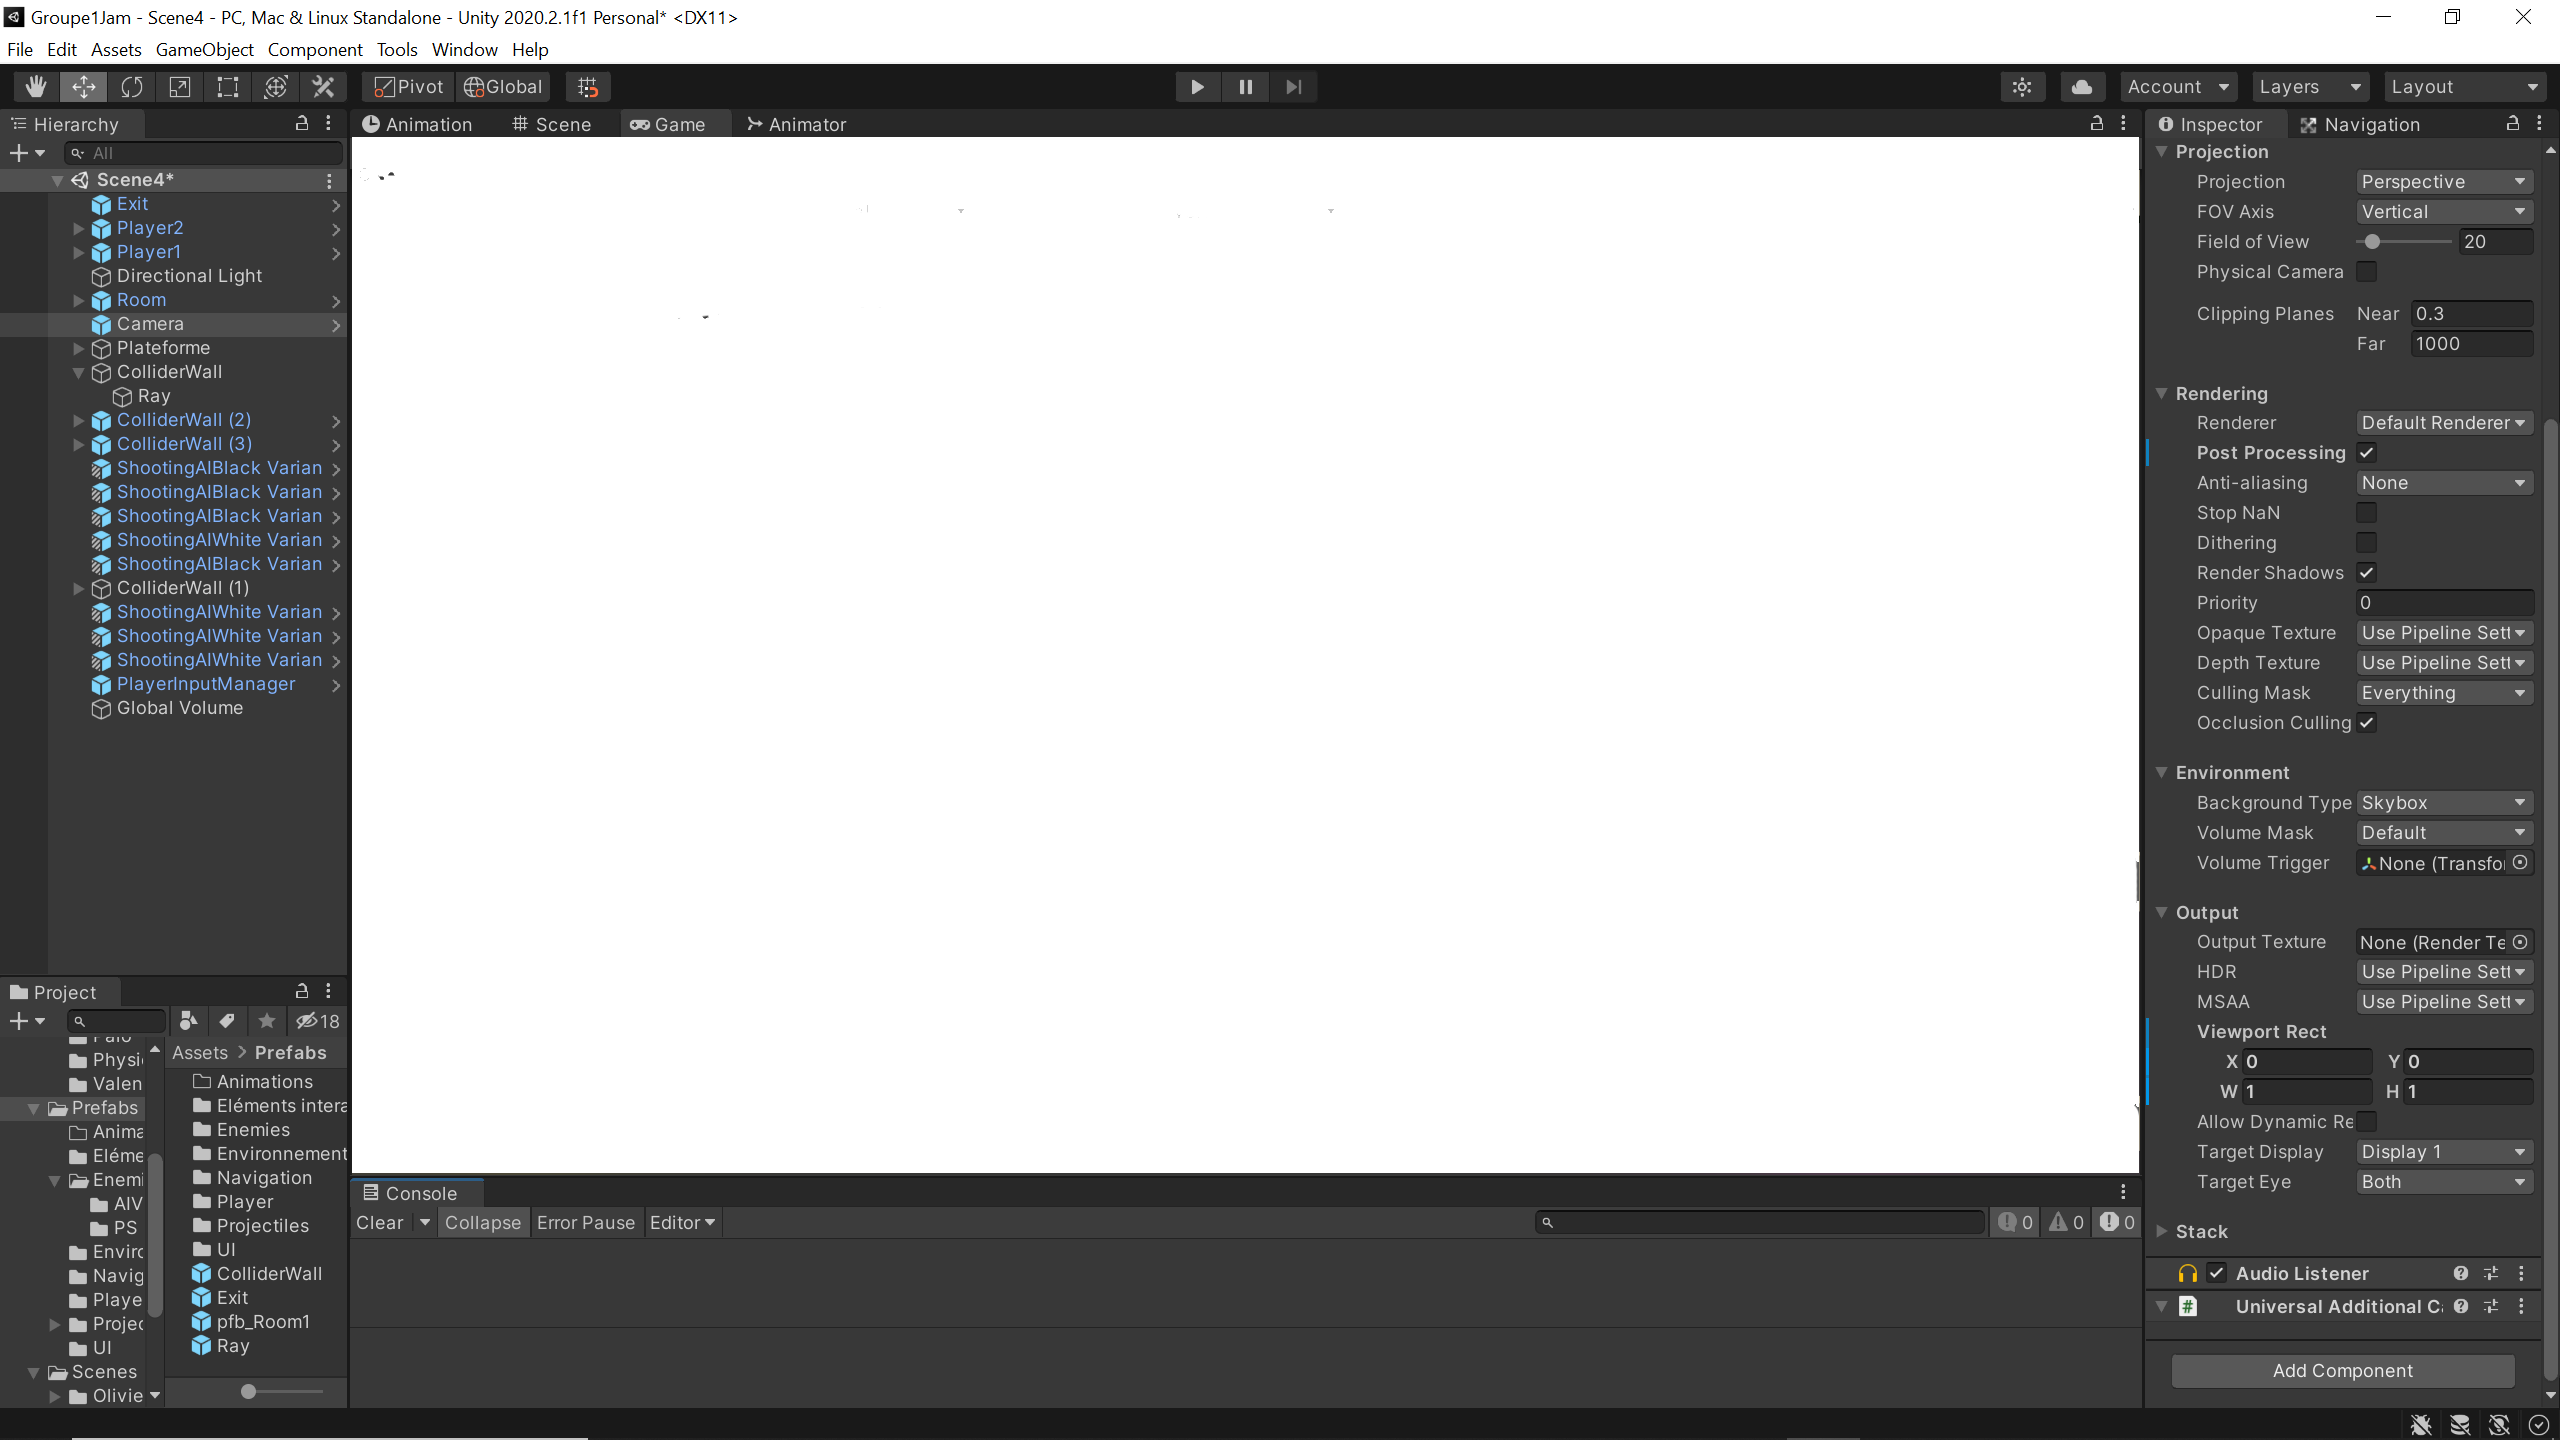 Groupe1Jam - Scene4 - PC, Mac & Linux Standalone - Unity 2020.2.1f1 Personal* <DX11>
File Edit Assets GameObject Component Tools Window Help
Pivot Global Account Layers Layout
Hierarchy
All
Scene4*
Exit
Player2
Player1
Directional Light
Room
Camera
Plateforme
ColliderWall
Ray
ColliderWall (2)
ColliderWall (3)
ShootingAIBlack Varian
ShootingAIBlack Varian
ShootingAIBlack Varian
ShootingAIWhite Varian
ShootingAIBlack Varian
ColliderWall (1)
ShootingAIWhite Varian
ShootingAIWhite Varian
ShootingAIWhite Varian
PlayerInputManager
Global Volume
Animation Scene Game Animator
Project
18
Physi
Valen
Prefabs
Anima
Eléme
Enemi
AIV
PS
Enviro
Navig
Playe
Projec
UI
Scenes
Olivie
Assets > Prefabs
Animations
Eléments intera
Enemies
Environnement
Navigation
Player
Projectiles
UI
ColliderWall
Exit
pfb_Room1
Ray
Console
Clear Collapse Error Pause Editor 0 0 0
Inspector Navigation
Projection
Projection Perspective
FOV Axis Vertical
Field of View 20
Physical Camera
Clipping Planes Near 0.3
Far 1000
Rendering
Renderer Default Renderer
Post Processing
Anti-aliasing None
Stop NaN
Dithering
Render Shadows
Priority 0
Opaque Texture Use Pipeline Sett
Depth Texture Use Pipeline Sett
Culling Mask Everything
Occlusion Culling
Environment
Background Type Skybox
Volume Mask Default
Volume Trigger None (Transfo
Output
Output Texture None (Render Te
HDR Use Pipeline Sett
MSAA Use Pipeline Sett
Viewport Rect
X 0 Y 0
W 1 H 1
Allow Dynamic Re
Target Display Display 1
Target Eye Both
Stack
Audio Listener
# Universal Additional Ca
Add Component